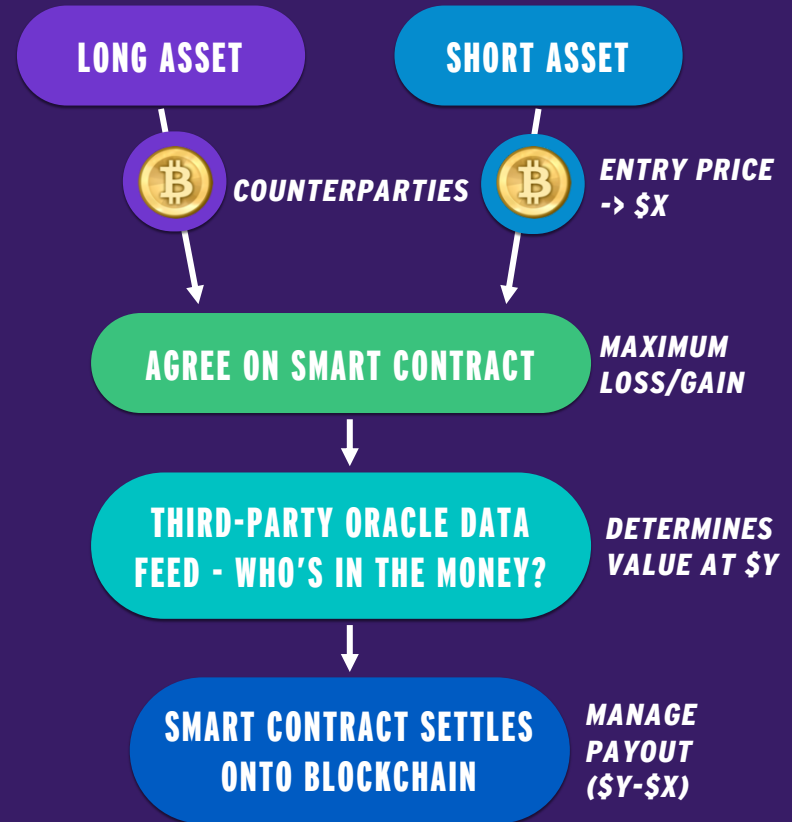 LONG ASSET
SHORT ASSET
COUNTERPARTIES
ENTRY PRICE
-> $X
AGREE ON SMART CONTRACT
MAXIMUM
LOSS/GAIN
THIRD-PARTY ORACLE DATA
FEED - WHO'S IN THE MONEY?
DETERMINES
VALUE AT $Y
SMART CONTRACT SETTLES
ONTO BLOCKCHAIN
MANAGE
PAYOUT
($Y-$X)